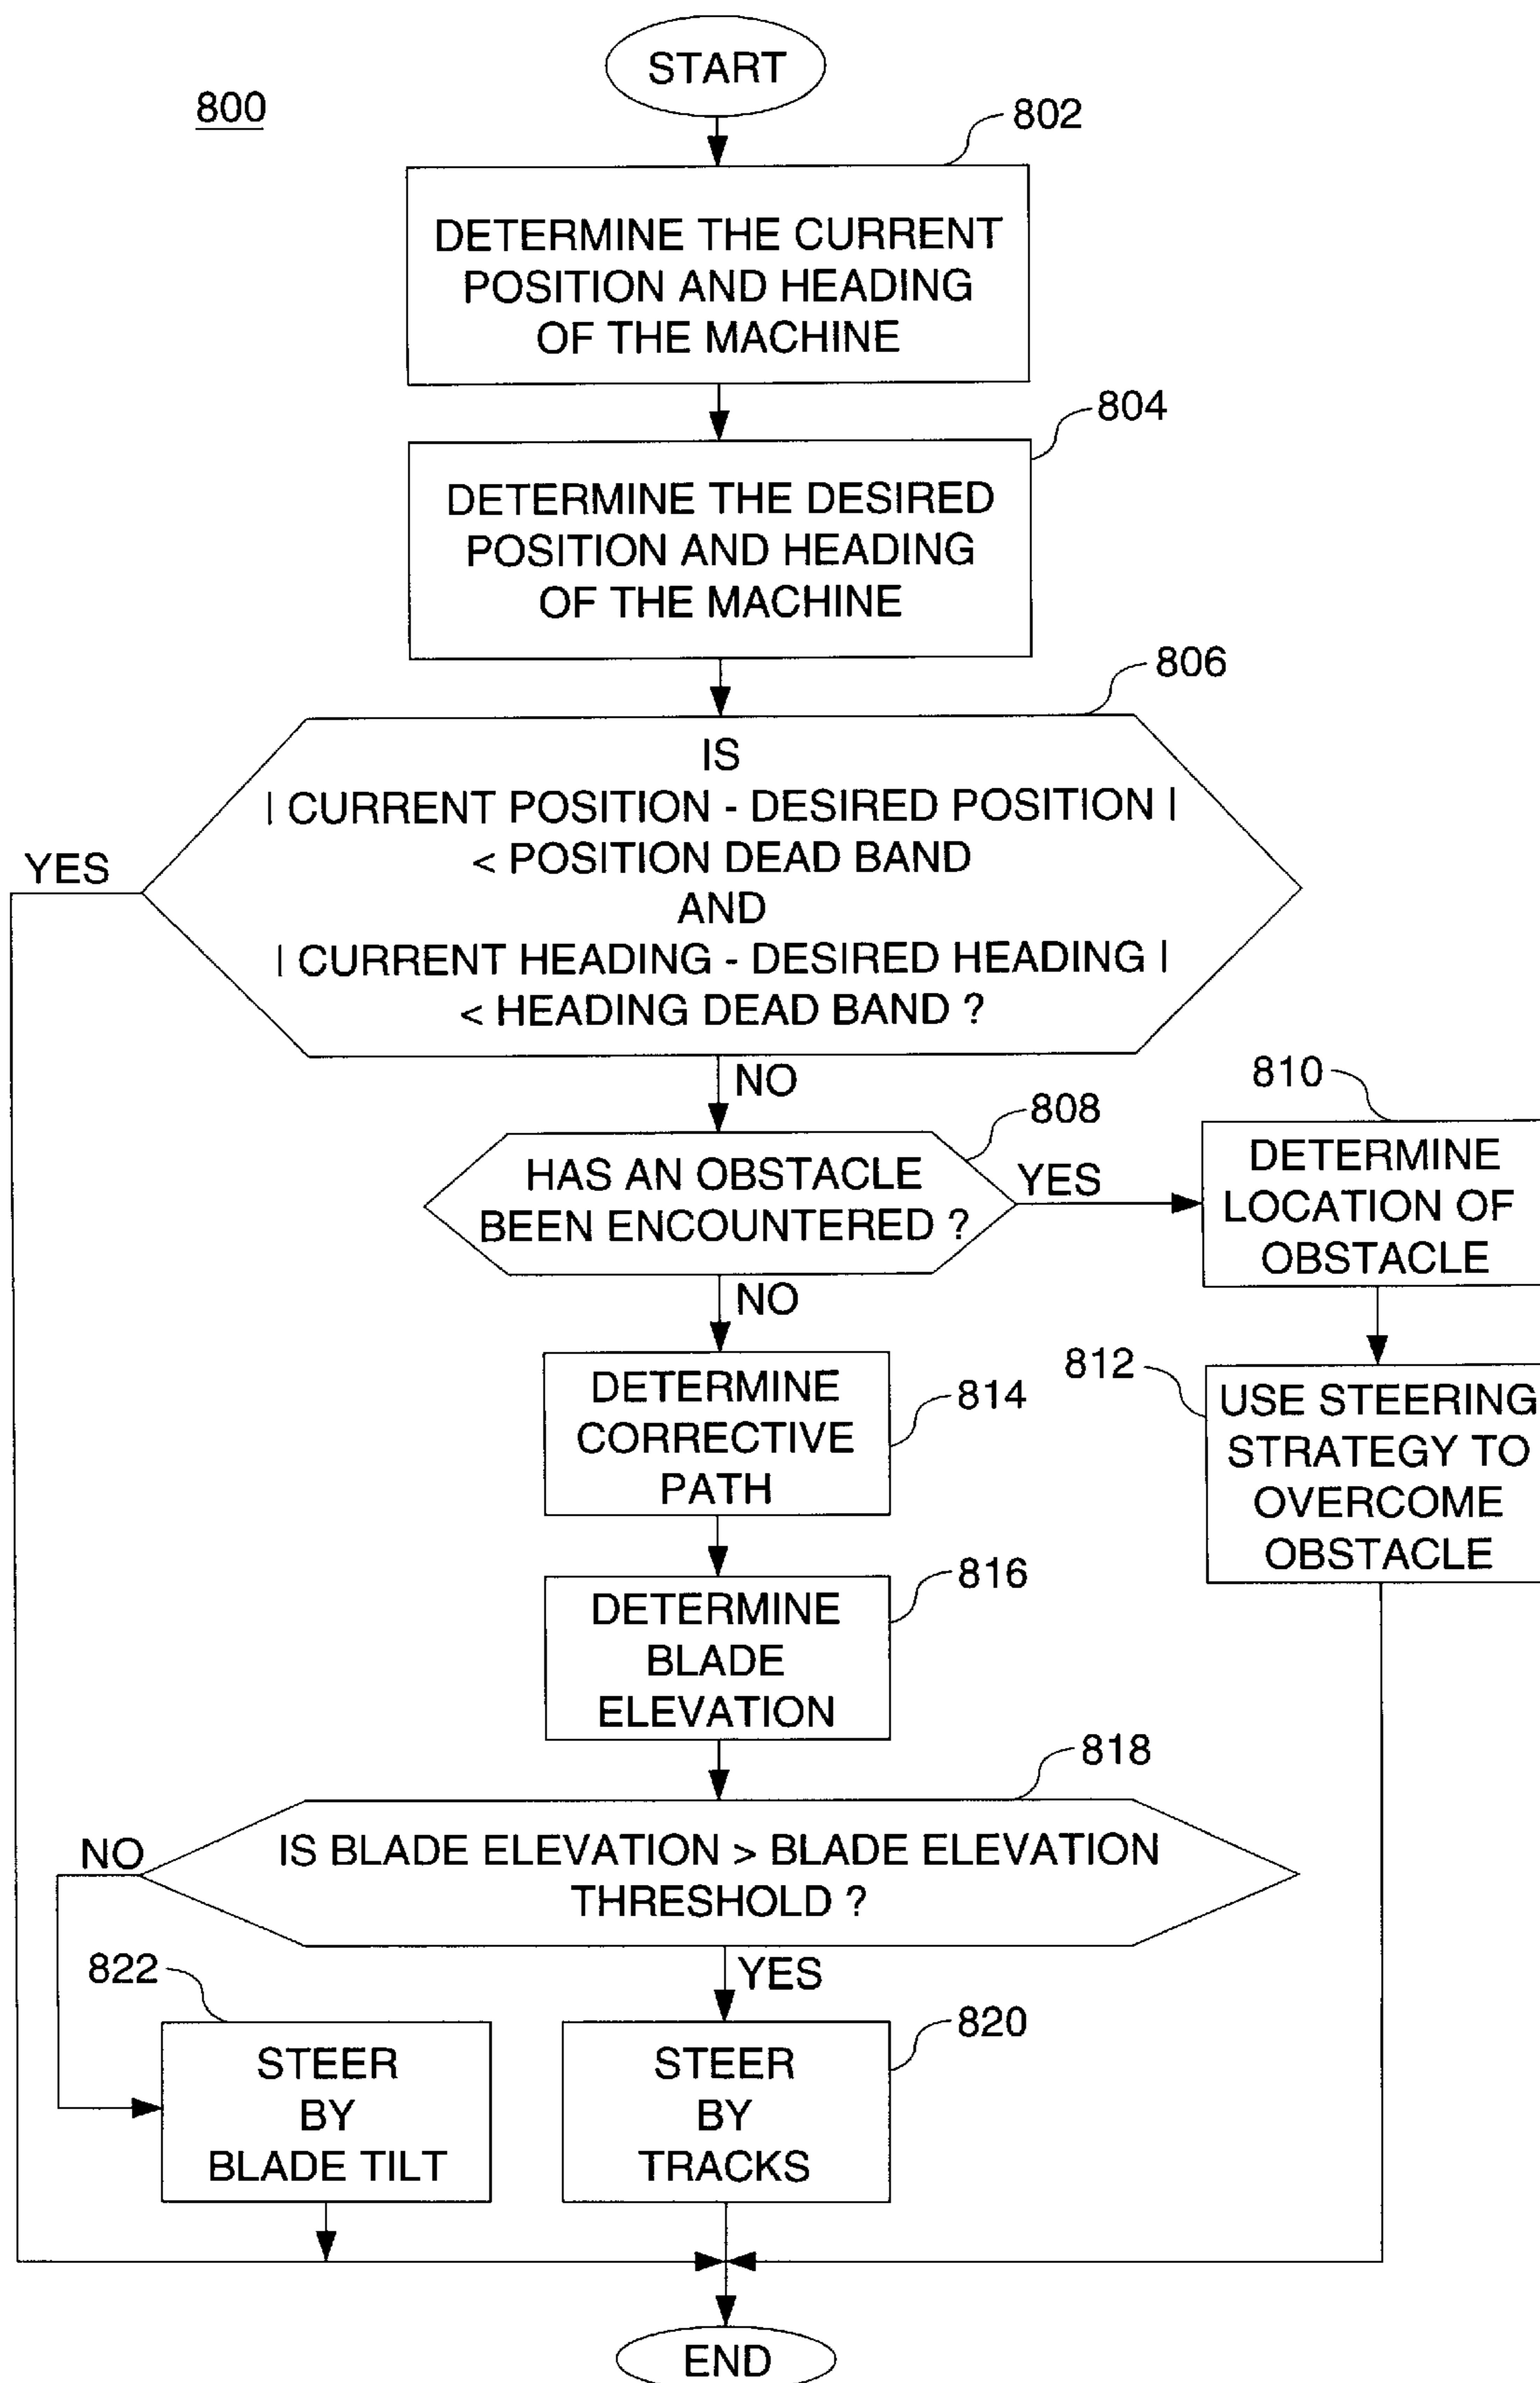 START
800
802
DETERMINE THE CURRENT
POSITION AND HEADING
OF THE MACHINE
804
DETERMINE THE DESIRED
POSITION AND HEADING
OF THE MACHINE
806
IS
| CURRENT POSITION - DESIRED POSITION |
< POSITION DEAD BAND
AND
| CURRENT HEADING - DESIRED HEADING |
< HEADING DEAD BAND ?
YES
NO
808
HAS AN OBSTACLE
BEEN ENCOUNTERED ?
YES
810
DETERMINE
LOCATION OF
OBSTACLE
NO
812
USE STEERING
STRATEGY TO
OVERCOME
OBSTACLE
814
DETERMINE
CORRECTIVE
PATH
816
DETERMINE
BLADE
ELEVATION
818
IS BLADE ELEVATION > BLADE ELEVATION
THRESHOLD ?
NO
YES
822
STEER
BY
BLADE TILT
820
STEER
BY
TRACKS
END